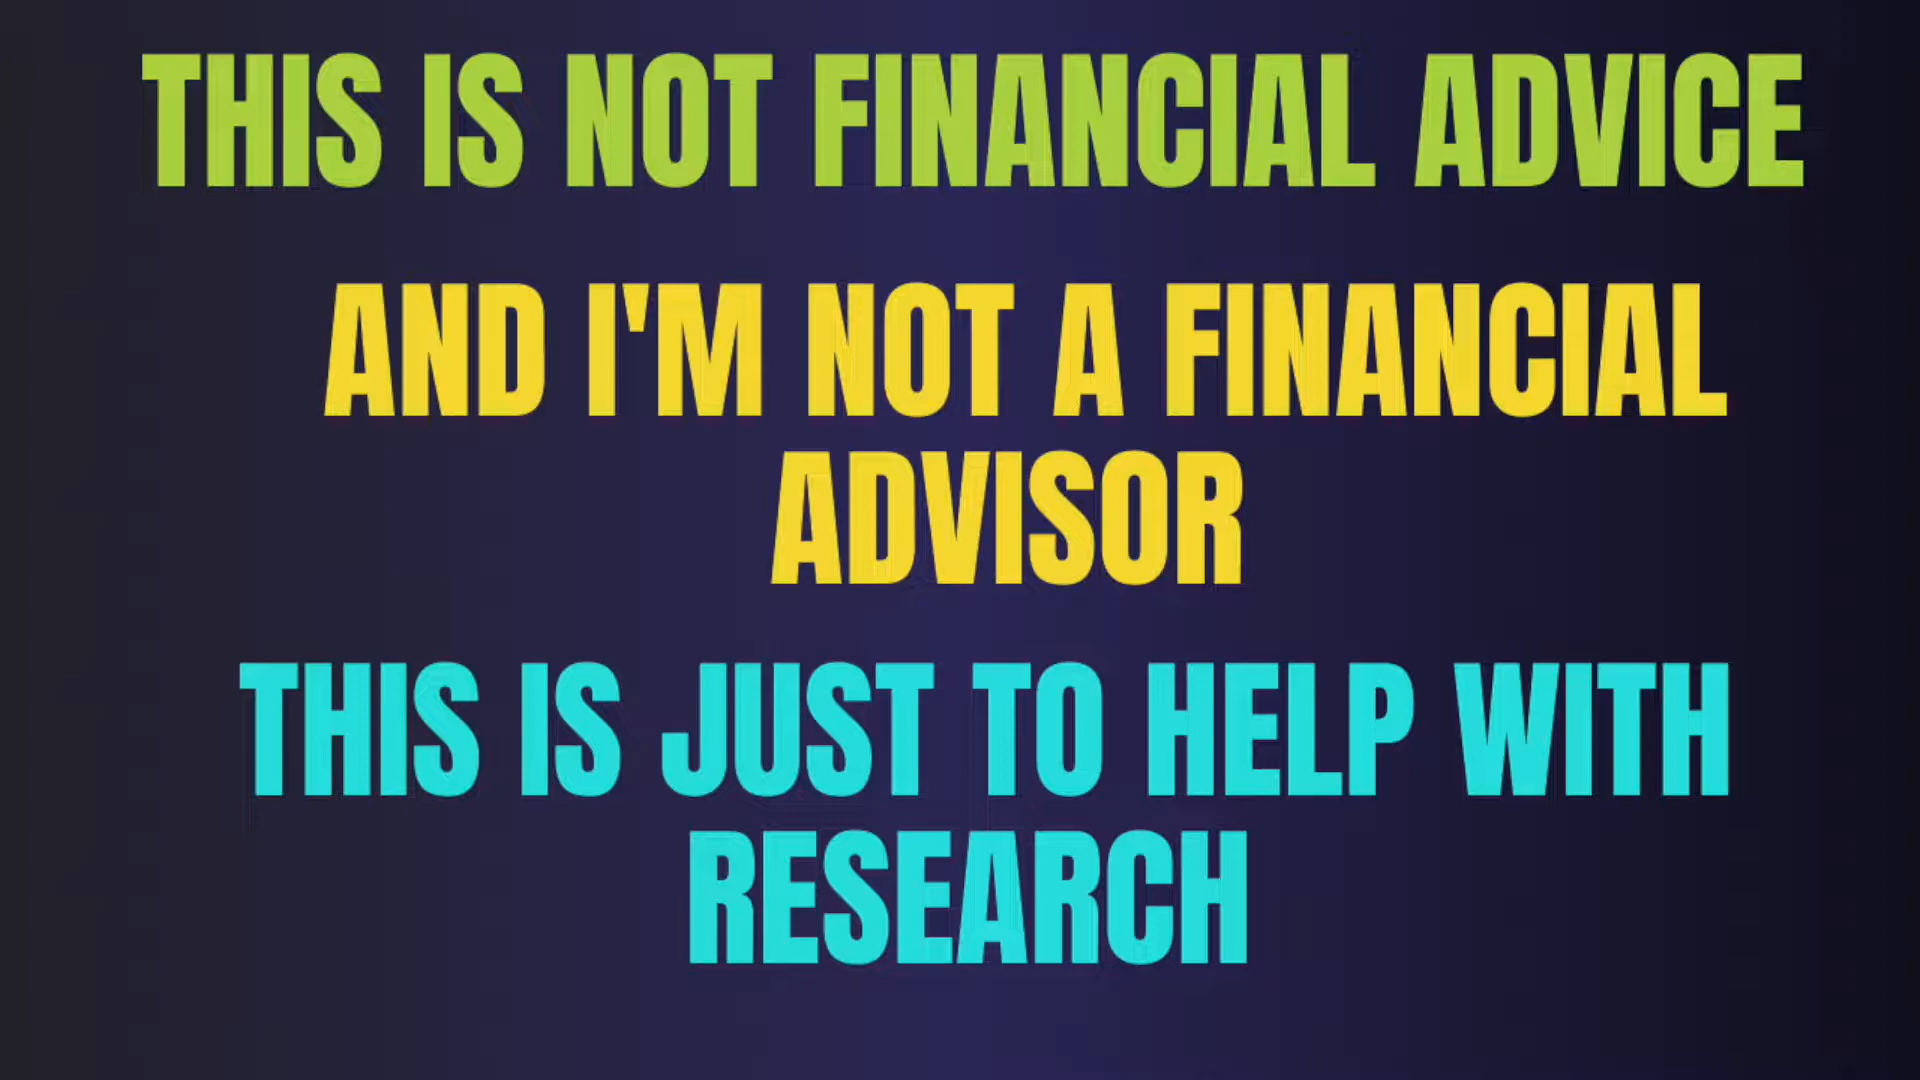 THIS IS NOT FINANCIAL ADVICE
AND I'M NOT A FINANCIAL
ADVISOR
THIS IS JUST TO HELP WITH
RESEARCH